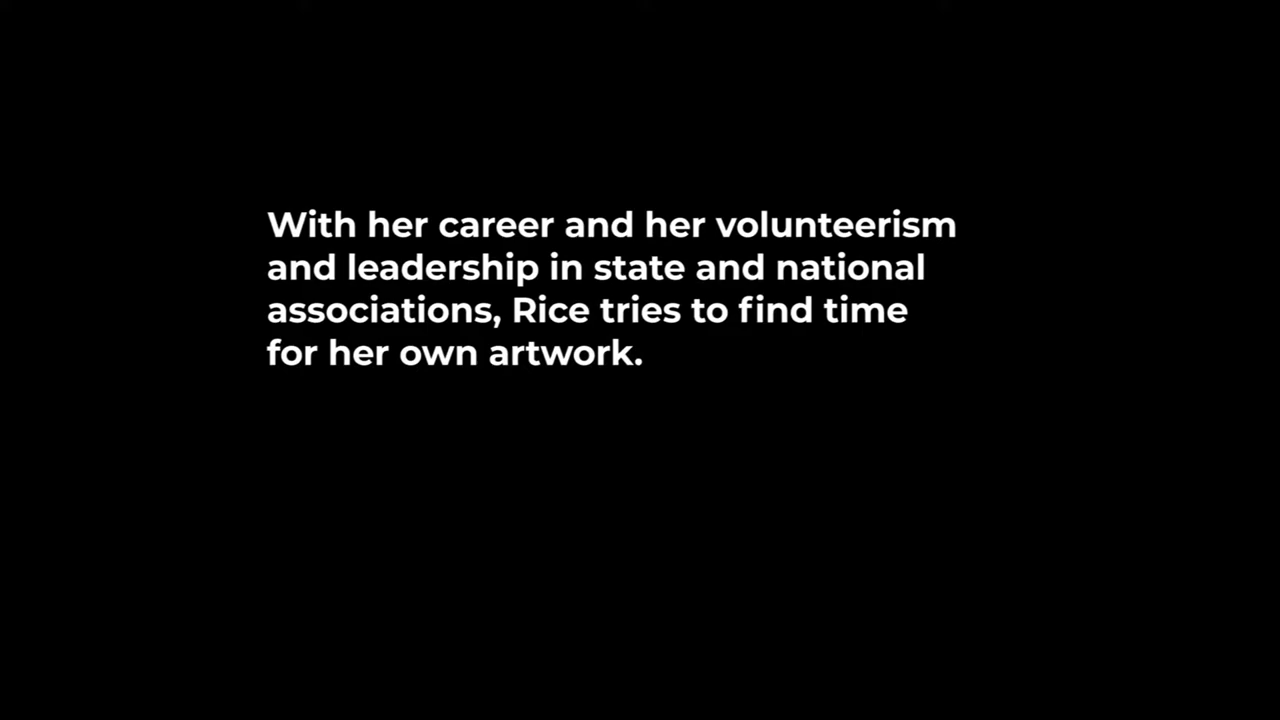 With her career and her volunteerism
and leadership in state and national
associations, Rice tries to find time
for her own artwork.